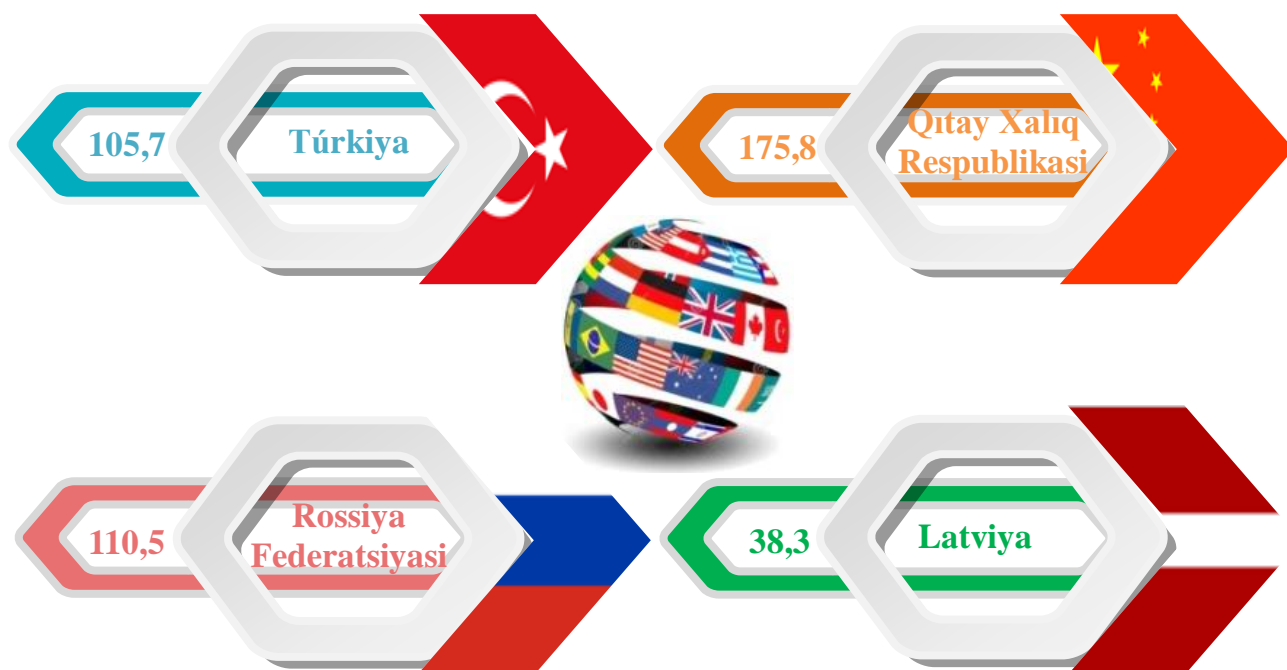 105,7
Túrkiya
175,8
Qıtay Xalıq
Respublikasi
110,5
Rossiya
Federatsiyasi
38,3
Latviya